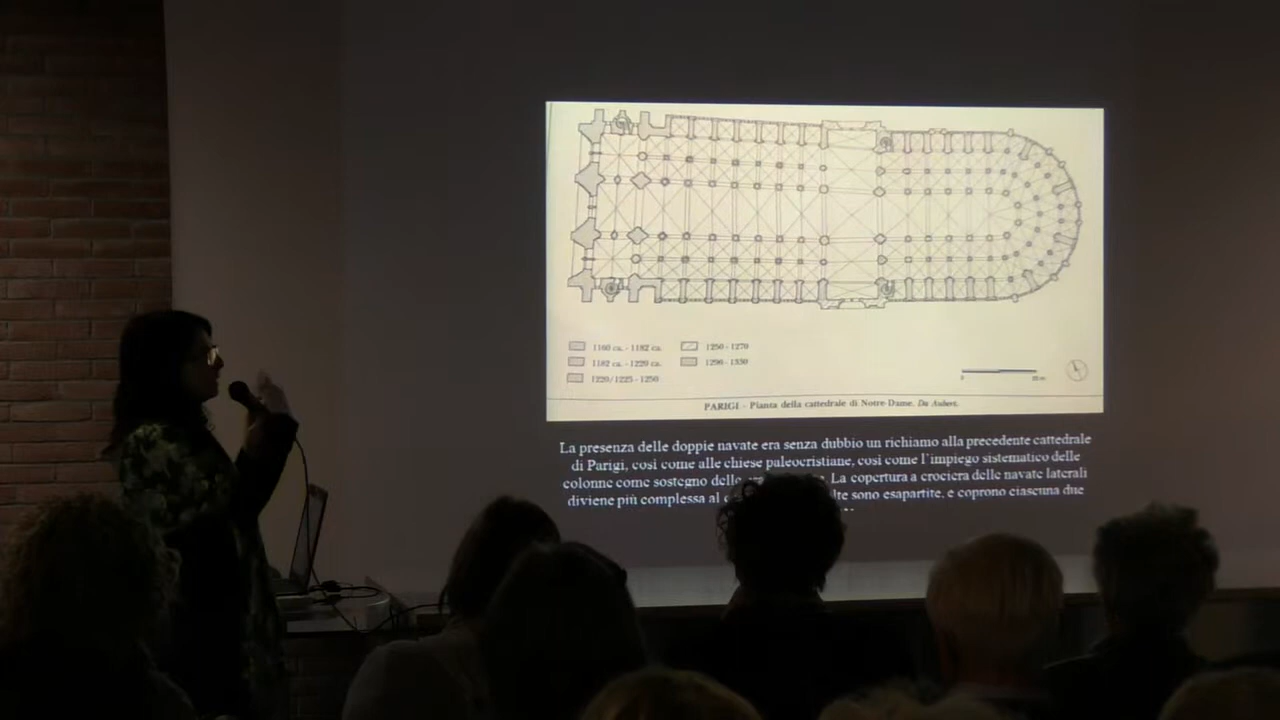 1160 ca. - 1182 ca.
1182 ca. - 1220 ca.
1220/1225 - 1250
1250 - 1270
1296 - 1330
0
PARIGI - Pianta della cattedrale di Notre-Dame. Da Aubert.
La presenza delle doppie navate era senza dubbio un richiamo alla precedente cattedrale
di Parigi, così come alle chiese paleocristiane, così come l'impiego sistematico delle
colonne come sostegno delle La copertura a crociera delle navate laterali
diviene più complessa al sono esapartite, e coprono ciascuna due